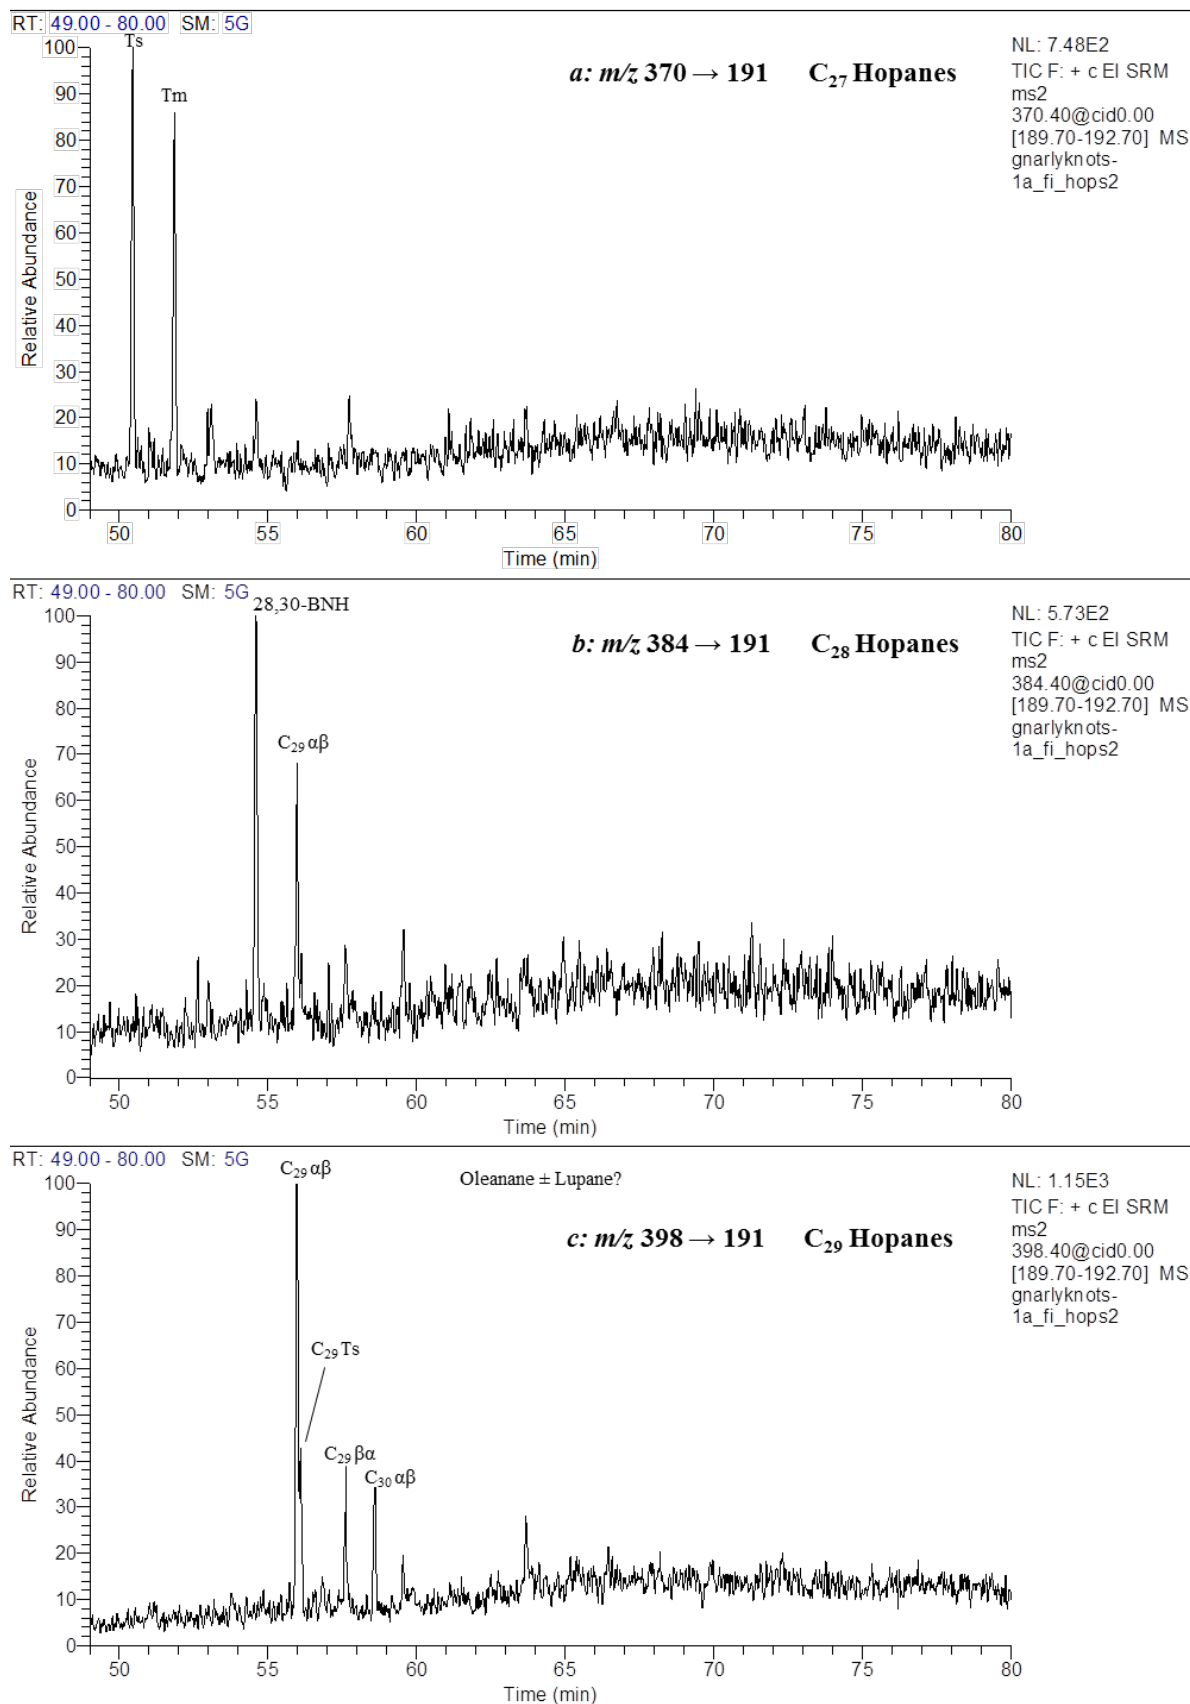 RT: 49.00 - 80.00 SM: 5G
Ts
Tm
a: m/z 370 → 191 C27 Hopanes
NL: 7.48E2
TIC F: + c EI SRM
ms2
370.40@cid0.00
[189.70-192.70] MS
gnarlyknots-
1a_fi_hops2
Relative Abundance
100
90
80
70
60
50
40
30
20
10
0
50 55 60 65 70 75 80
Time (min)
RT: 49.00 - 80.00 SM: 5G
28,30-BNH
C29 αβ
b: m/z 384 → 191 C28 Hopanes
NL: 5.73E2
TIC F: + c EI SRM
ms2
384.40@cid0.00
[189.70-192.70] MS
gnarlyknots-
1a_fi_hops2
Relative Abundance
100
90
80
70
60
50
40
30
20
10
0
50 55 60 65 70 75 80
Time (min)
RT: 49.00 - 80.00 SM: 5G
C29 αβ
Oleanane ± Lupane?
c: m/z 398 → 191 C29 Hopanes
C29 Ts
C29 βα
C30 αβ
NL: 1.15E3
TIC F: + c EI SRM
ms2
398.40@cid0.00
[189.70-192.70] MS
gnarlyknots-
1a_fi_hops2
Relative Abundance
100
90
80
70
60
50
40
30
20
10
0
50 55 60 65 70 75 80
Time (min)